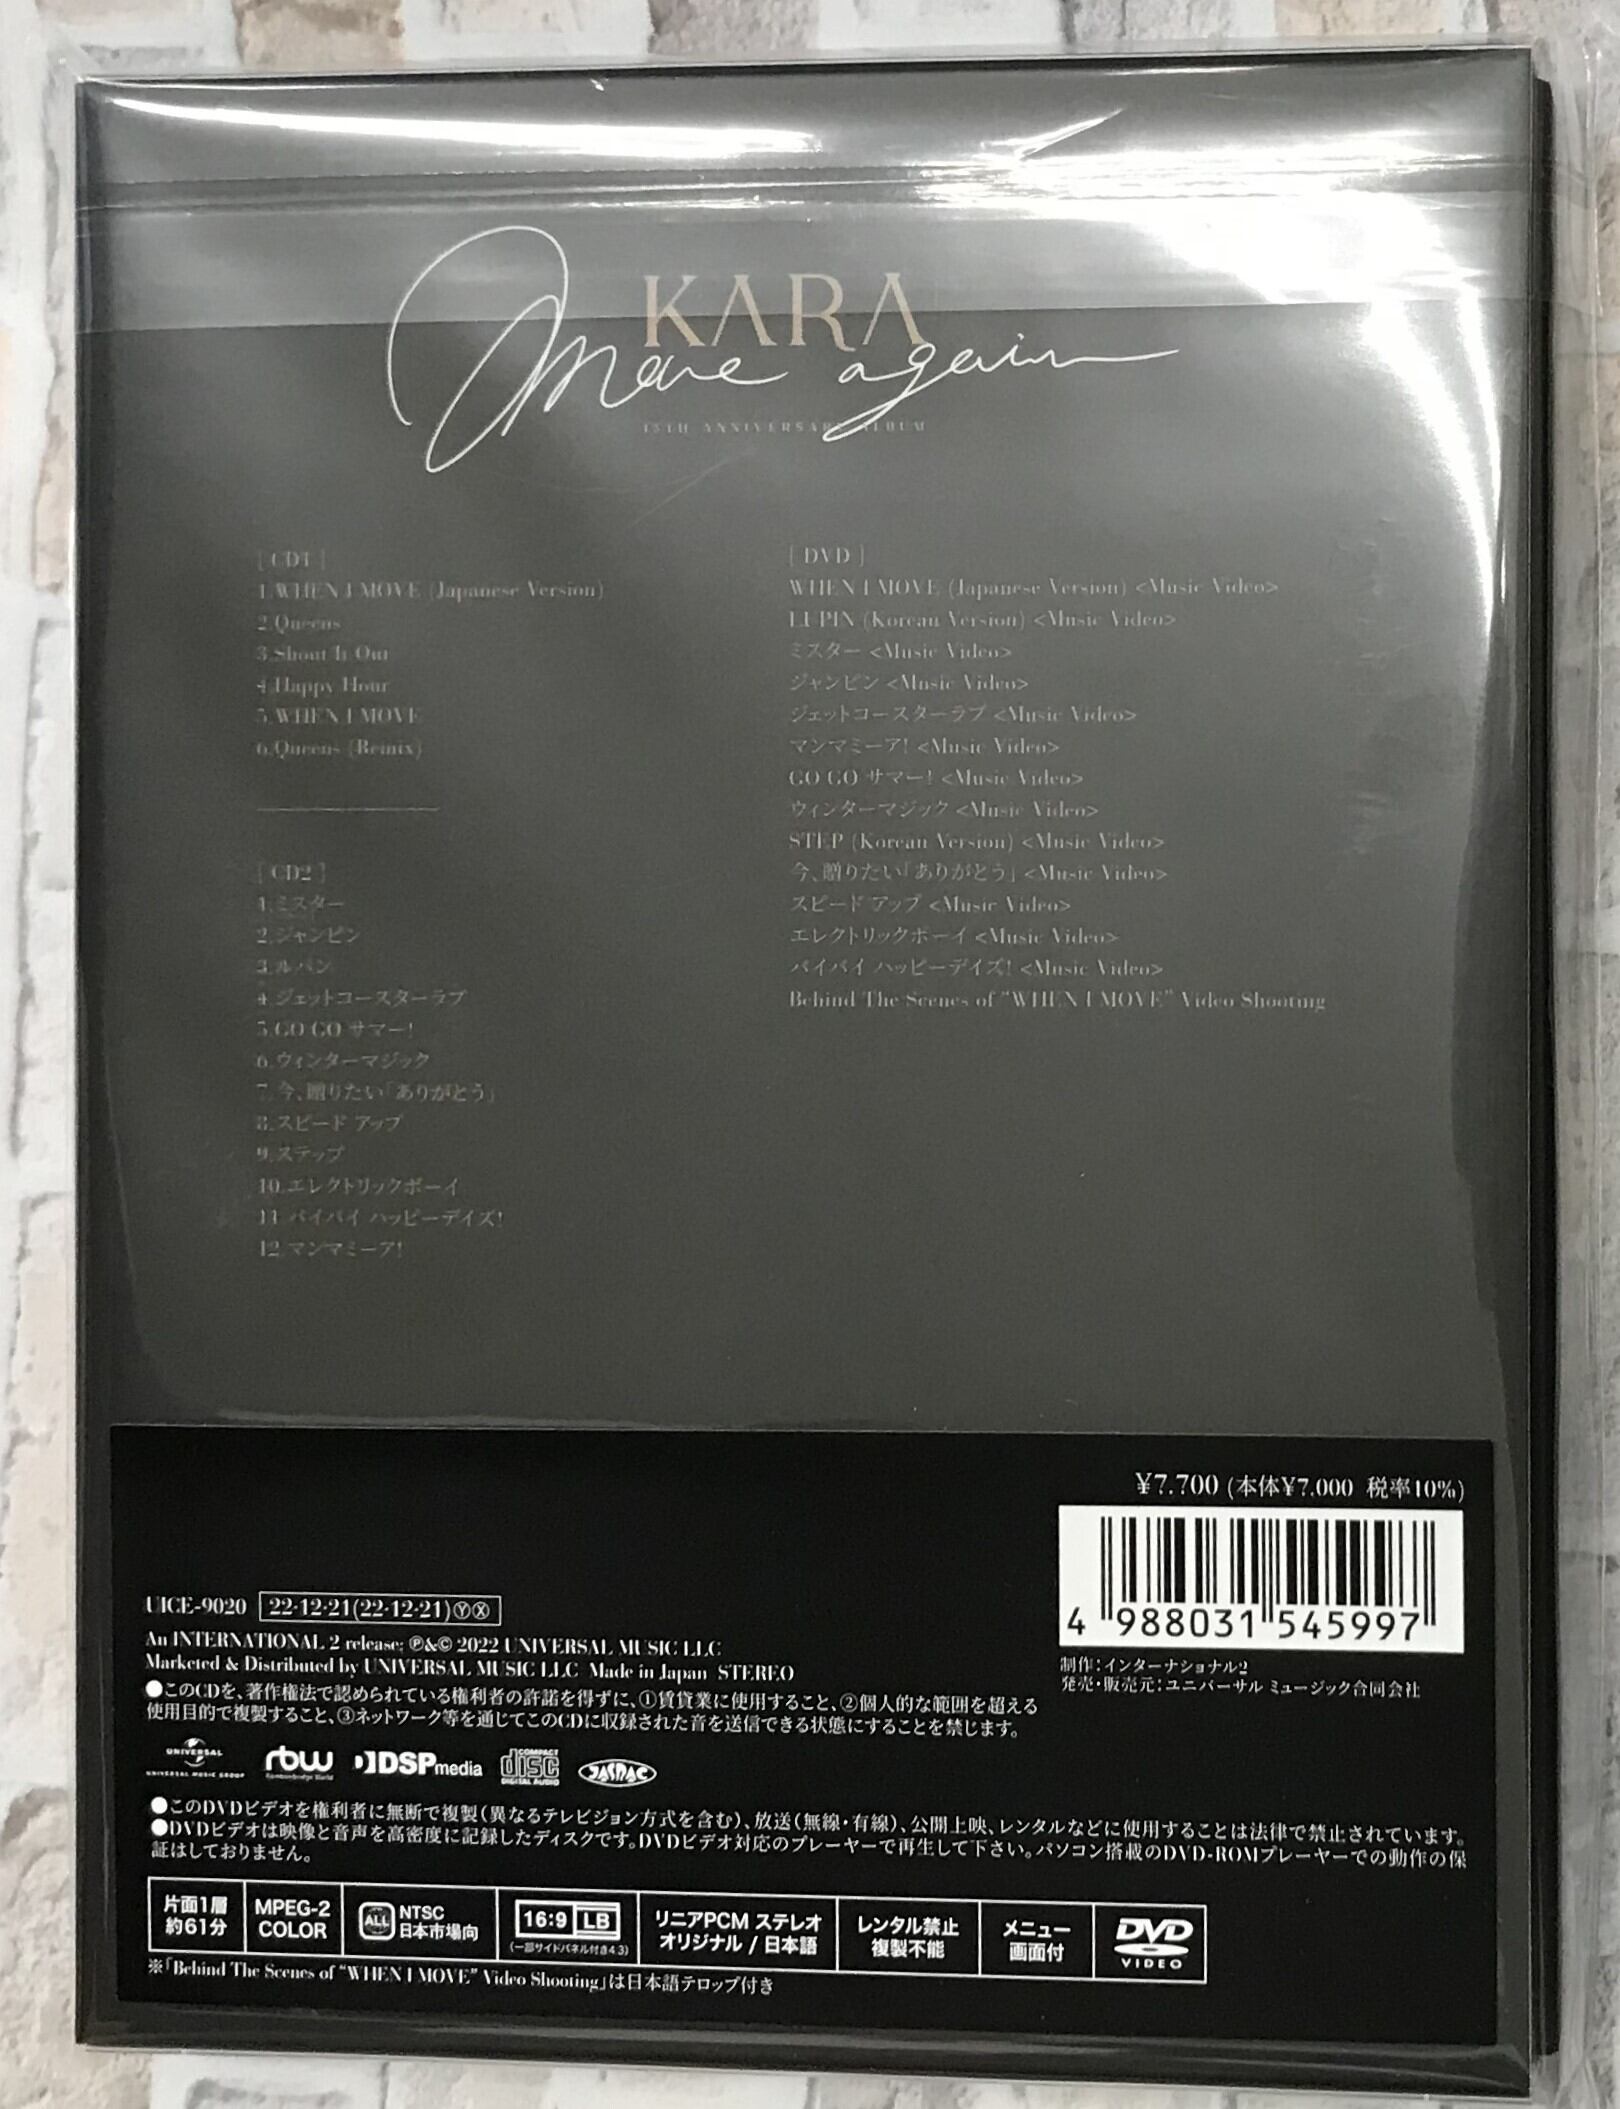 KARA
Move again
15TH ANNIVERSARY ALBUM
[ CD1 ]
1.WHEN I MOVE (Japanese Version)
2.Queens
3.Shout It Out
4.Happy Hour
5.WHEN I MOVE
6.Queens (Remix)
[ CD2 ]
1.ミスター
2.ジャンピン
3.ルパン
4.ジェットコースターラブ
5.GO GO サマー!
6.ウィンターマジック
7.今、贈りたい「ありがとう」
8.スピード アップ
9.ステップ
10.エレクトリックボーイ
11.バイバイ ハッピーデイズ!
12.マンマミーア!
[ DVD ]
WHEN I MOVE (Japanese Version) <Music Video>
LUPIN (Korean Version) <Music Video>
ミスター <Music Video>
ジャンピン <Music Video>
ジェットコースターラブ <Music Video>
マンマミーア! <Music Video>
GO GO サマー! <Music Video>
ウィンターマジック <Music Video>
STEP (Korean Version) <Music Video>
今、贈りたい「ありがとう」 <Music Video>
スピード アップ <Music Video>
エレクトリックボーイ <Music Video>
バイバイ ハッピーデイズ! <Music Video>
Behind The Scenes of “WHEN I MOVE” Video Shooting
¥7.700 (本体¥7.000 税率10%)
4 988031 545997
制作：インターナショナル2
発売・販売元：ユニバーサル ミュージック合同会社
UICE-9020 22・12・21(22・12・21)ⓎⓍ
An INTERNATIONAL 2 release; ℗&© 2022 UNIVERSAL MUSIC LLC
Marketed & Distributed by UNIVERSAL MUSIC LLC Made in Japan STEREO
●このCDを、著作権法で認められている権利者の許諾を得ずに、①賃貸業に使用すること、②個人的な範囲を超える
使用目的で複製すること、③ネットワーク等を通じてこのCDに収録された音を送信できる状態にすることを禁じます。
UNIVERSAL
UNIVERSAL MUSIC GROUP
rbw
DSPmedia
COMPACT
disc
DIGITAL AUDIO
JASRAC
●このDVDビデオを権利者に無断で複製（異なるテレビジョン方式を含む）、放送（無線・有線）、公開上映、レンタルなどに使用することは法律で禁止されています。
●DVDビデオは映像と音声を高密度に記録したディスクです。DVDビデオ対応のプレーヤーで再生して下さい。パソコン搭載のDVD-ROMプレーヤーでの動作の保
証はしておりません。
片面1層
約61分
MPEG-2
COLOR
ALL
NTSC
日本市場向
16:9 LB
(一部サイドパネル付き4:3)
リニアPCM ステレオ
オリジナル / 日本語
レンタル禁止
複製不能
メニュー
画面付
DVD
VIDEO
※「Behind The Scenes of “WHEN I MOVE” Video Shooting」は日本語テロップ付き